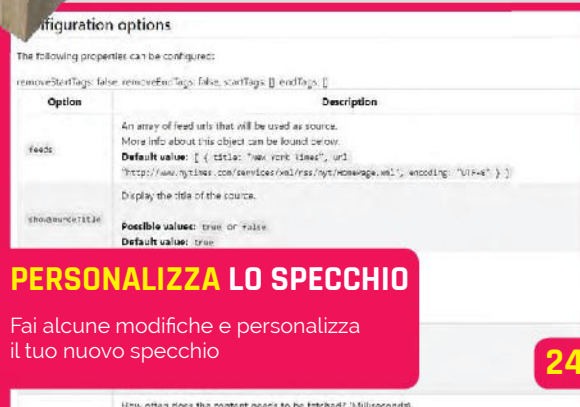 nfiguration options
The following properties can be configured:
removeStartTags: false, removeEndTags: false, startTags: [], endTags: []
Option Description
feeds
An array of feed urls that will be used as source.
More info about this object can be found below.
Default value: [ { title: "New York Times", url:
"http://www.nytimes.com/services/xml/rss/nyt/HomePage.xml", encoding: "UTF-8" } ]
showSourceTitle
Display the title of the source.
Possible values: true or false
Default value: true
PERSONALIZZA LO SPECCHIO
Fai alcune modifiche e personalizza
il tuo nuovo specchio
24
How often does the content needs to be fetched? (Milliseconds)